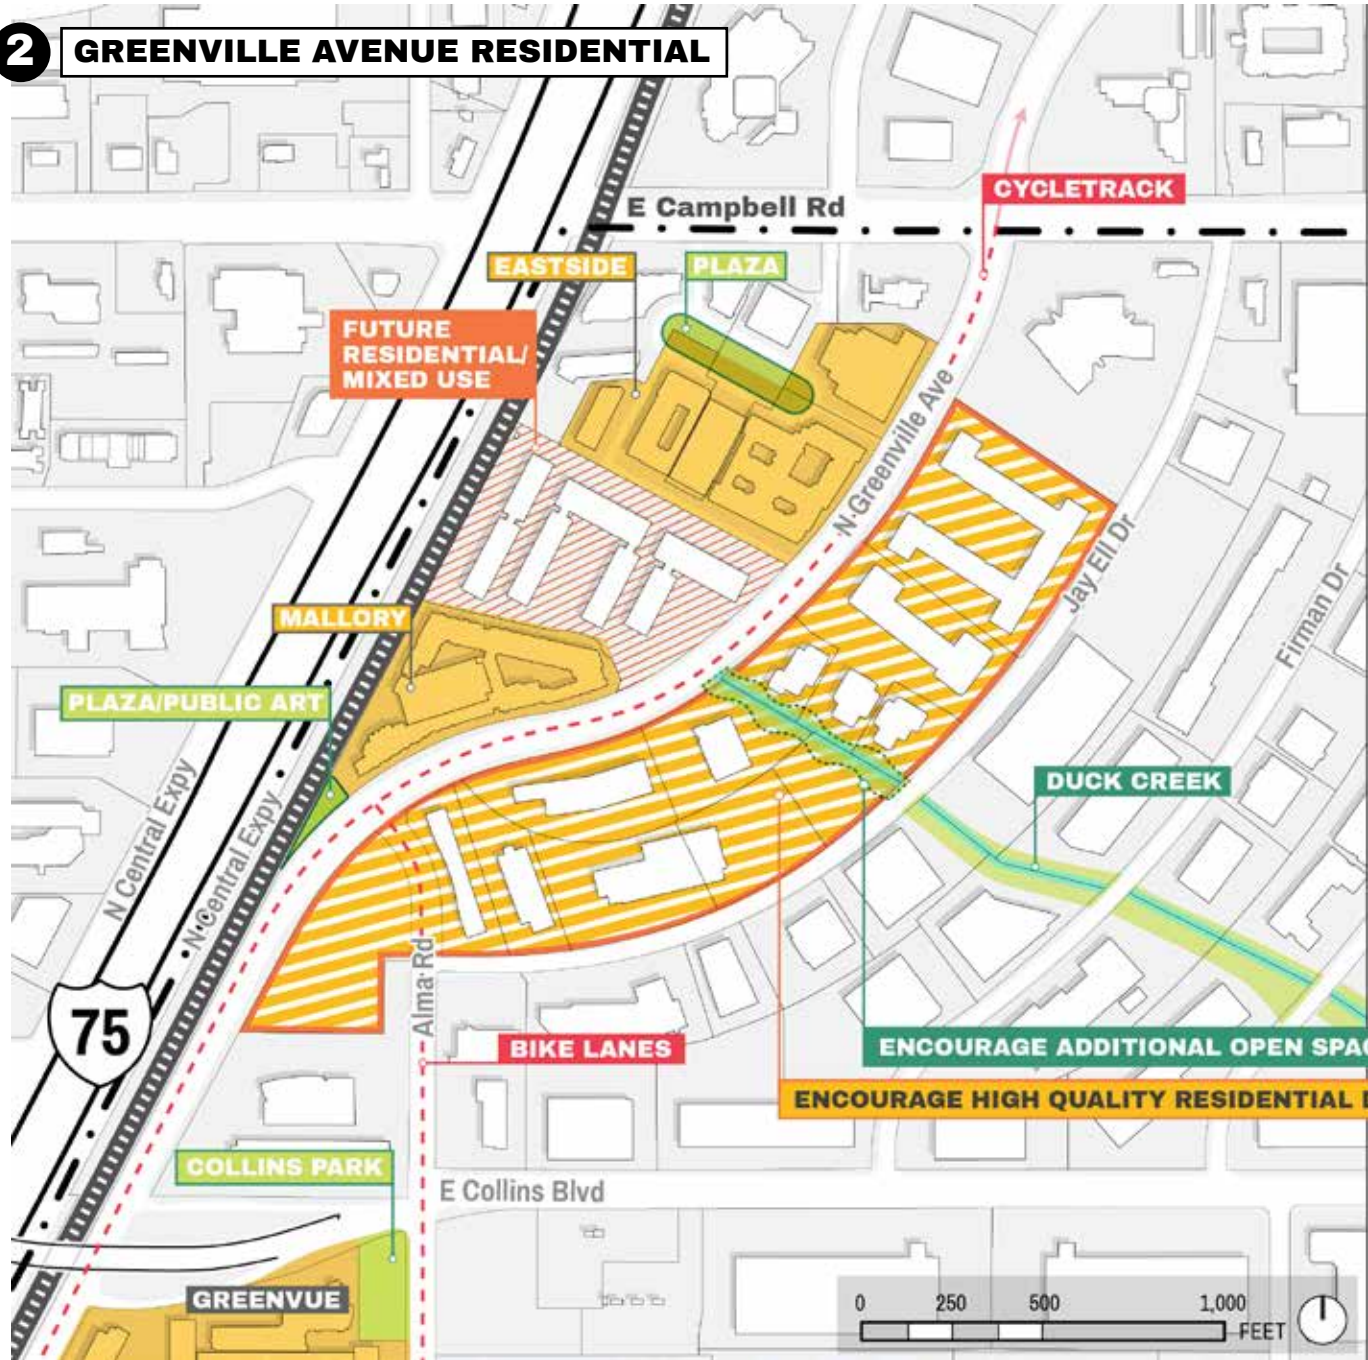 2 GREENVILLE AVENUE RESIDENTIAL
CYCLETRACK
E Campbell Rd
EASTSIDE
PLAZA
FUTURE
RESIDENTIAL/
MIXED USE
N Greenville Ave
Jay Ell Dr
Firman Dr
MALLORY
PLAZA/PUBLIC ART
DUCK CREEK
N Central Expy
N Central Expy
Alma Rd
75
BIKE LANES
ENCOURAGE ADDITIONAL OPEN SPAC
ENCOURAGE HIGH QUALITY RESIDENTIAL
COLLINS PARK
E Collins Blvd
GREENVUE
0 250 500 1,000
FEET